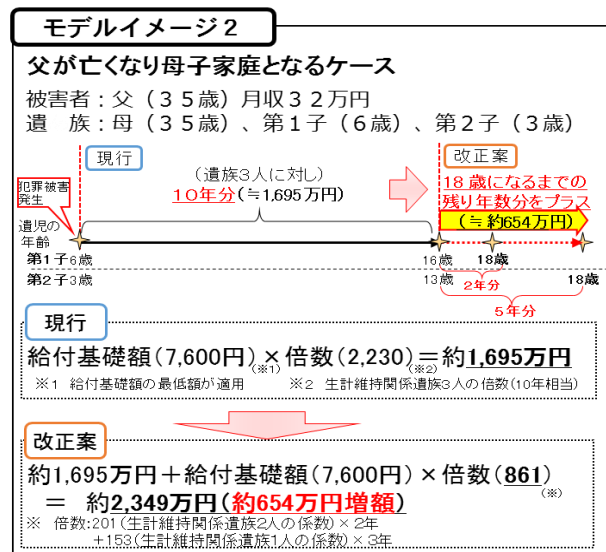 モデルイメージ２
父が亡くなり母子家庭となるケース
被害者：父（３５歳）月収３２万円
遺　族：母（３５歳）、第１子（６歳）、第２子（３歳）
現行
改正案
（遺族３人に対し）
10年分(≒1,695万円)
18歳になるまでの
残り年数分をプラス
(≒約654万円)
犯罪被害
発生
遺児の
年齢
第１子 6歳 16歳 18歳
2年分
第２子 3歳 13歳 18歳
５年分
現行
給付基礎額(7,600円)(※1)×倍数(2,230)(※2)＝約1,695万円
※１　給付基礎額の最低額が適用　※２　生計維持関係遺族3人の倍数(10年相当)
改正案
約1,695万円＋給付基礎額(7,600円)×倍数(861)(※)
＝　約2,349万円(約654万円増額)
※　倍数:201(生計維持関係遺族2人の係数)×2年
＋153(生計維持関係遺族1人の係数)×3年